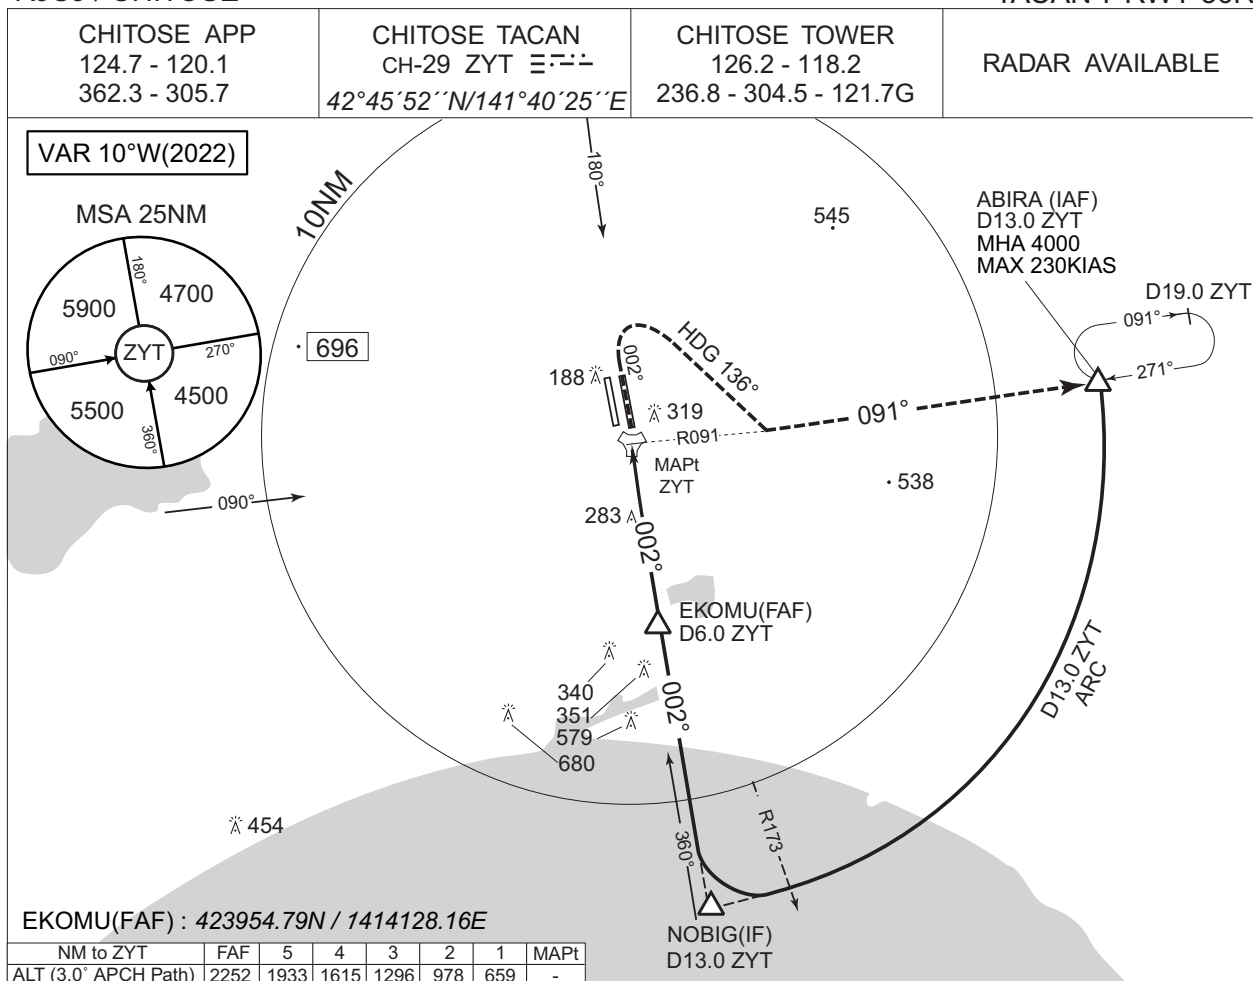 CHITOSE APP
124.7 - 120.1
362.3 - 305.7
CHITOSE TACAN
CH-29 ZYT
42°45´52´´N/141°40´25´´E
CHITOSE TOWER
126.2 - 118.2
236.8 - 304.5 - 121.7G
RADAR AVAILABLE
VAR 10°W(2022)
MSA 25NM
180°
5900
4700
090°
ZYT
270°
5500
4500
360°
10NM
180°
545
ABIRA (IAF)
D13.0 ZYT
MHA 4000
MAX 230KIAS
D19.0 ZYT
091°
271°
696
HDG 136°
002°
188
319
091°
R091
MAPt
ZYT
538
090°
283
002°
EKOMU(FAF)
D6.0 ZYT
340
351
579
680
002°
D13.0 ZYT
ARC
454
360°
R173
NOBIG(IF)
D13.0 ZYT
EKOMU(FAF) : 423954.79N / 1414128.16E
NM to ZYT FAF 5 4 3 2 1 MAPt
ALT (3.0° APCH Path) 2252 1933 1615 1296 978 659 -